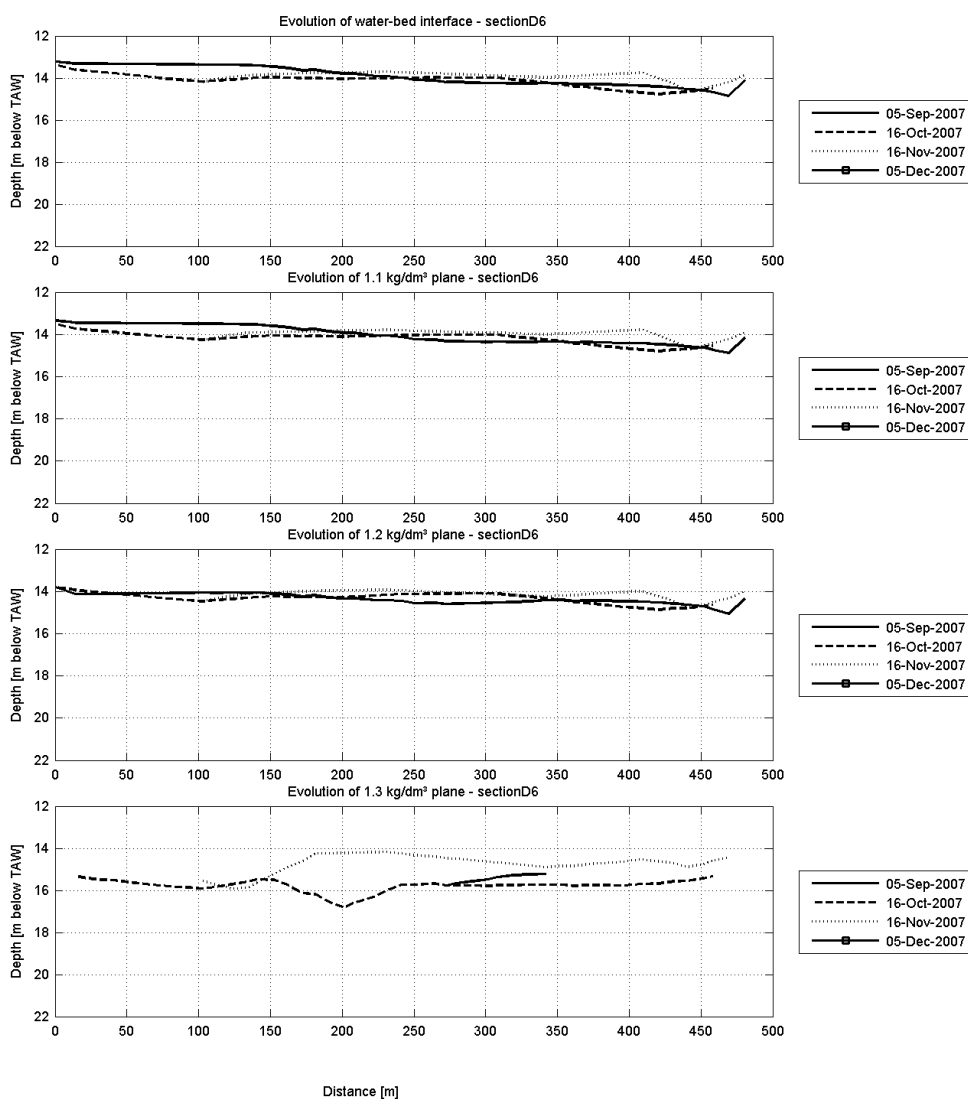 Evolution of water-bed interface - sectionD6
Depth [m below TAW]
12
14
16
18
20
22
0 50 100 150 200 250 300 350 400 450 500
05-Sep-2007
16-Oct-2007
16-Nov-2007
05-Dec-2007
Evolution of 1.1 kg/dm³ plane - sectionD6
Depth [m below TAW]
12
14
16
18
20
22
0 50 100 150 200 250 300 350 400 450 500
05-Sep-2007
16-Oct-2007
16-Nov-2007
05-Dec-2007
Evolution of 1.2 kg/dm³ plane - sectionD6
Depth [m below TAW]
12
14
16
18
20
22
0 50 100 150 200 250 300 350 400 450 500
05-Sep-2007
16-Oct-2007
16-Nov-2007
05-Dec-2007
Evolution of 1.3 kg/dm³ plane - sectionD6
Depth [m below TAW]
12
14
16
18
20
22
0 50 100 150 200 250 300 350 400 450 500
05-Sep-2007
16-Oct-2007
16-Nov-2007
05-Dec-2007
Distance [m]